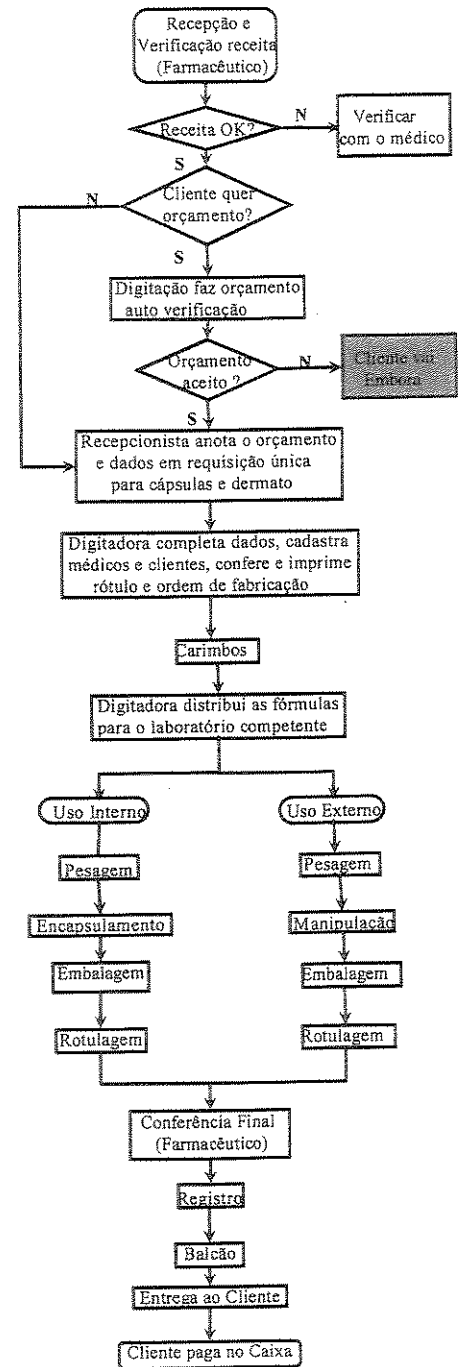 Recepção e
Verificação receita
(Farmacêutico)
Receita OK?
N
Verificar
com o médico
S
N
Cliente quer
orçamento?
S
Digitação faz orçamento
auto verificação
Orçamento
aceito ?
N
Cliente vai
Embora
S
Recepcionista anota o orçamento
e dados em requisição única
para cápsulas e dermato
Digitadora completa dados, cadastra
médicos e clientes, confere e imprime
rótulo e ordem de fabricação
Carimbos
Digitadora distribui as fórmulas
para o laboratório competente
Uso Interno
Uso Externo
Pesagem
Pesagem
Encapsulamento
Manipulação
Embalagem
Embalagem
Rotulagem
Rotulagem
Conferência Final
(Farmacêutico)
Registro
Balcão
Entrega ao Cliente
Cliente paga no Caixa